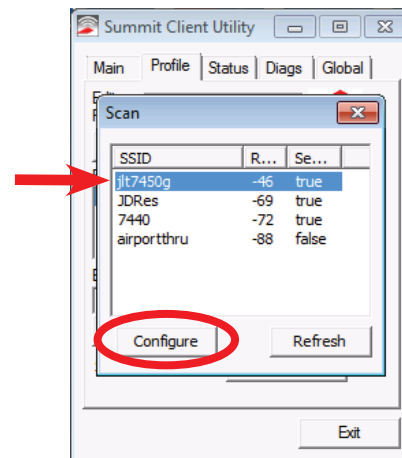 Summit Client Utility
Main Profile Status Diags Global
Scan
SSID R... Se...
jlt7450g -46 true
JDRes -69 true
7440 -72 true
airportthru -88 false
Configure Refresh
Exit